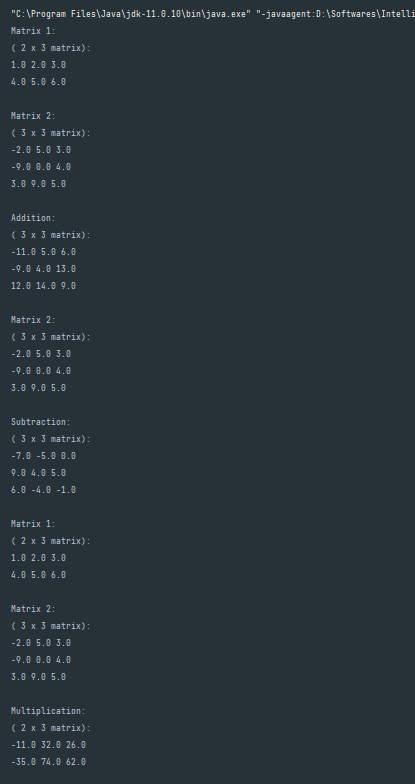 "C:\Program Files\Java\jdk-11.0.10\bin\java.exe" "-javaagent:D:\Softwares\Intelli
Matrix 1:
( 2 x 3 matrix):
1.0 2.0 3.0
4.0 5.0 6.0
Matrix 2:
( 3 x 3 matrix):
-2.0 5.0 3.0
-9.0 0.0 4.0
3.0 9.0 5.0
Addition:
( 3 x 3 matrix):
-11.0 5.0 6.0
-9.0 4.0 13.0
12.0 14.0 9.0
Matrix 2:
( 3 x 3 matrix):
-2.0 5.0 3.0
-9.0 0.0 4.0
3.0 9.0 5.0
Subtraction:
( 3 x 3 matrix):
-7.0 -5.0 0.0
9.0 4.0 5.0
6.0 -4.0 -1.0
Matrix 1:
( 2 x 3 matrix):
1.0 2.0 3.0
4.0 5.0 6.0
Matrix 2:
( 3 x 3 matrix):
-2.0 5.0 3.0
-9.0 0.0 4.0
3.0 9.0 5.0
Multiplication:
( 2 x 3 matrix):
-11.0 32.0 26.0
-35.0 74.0 62.0